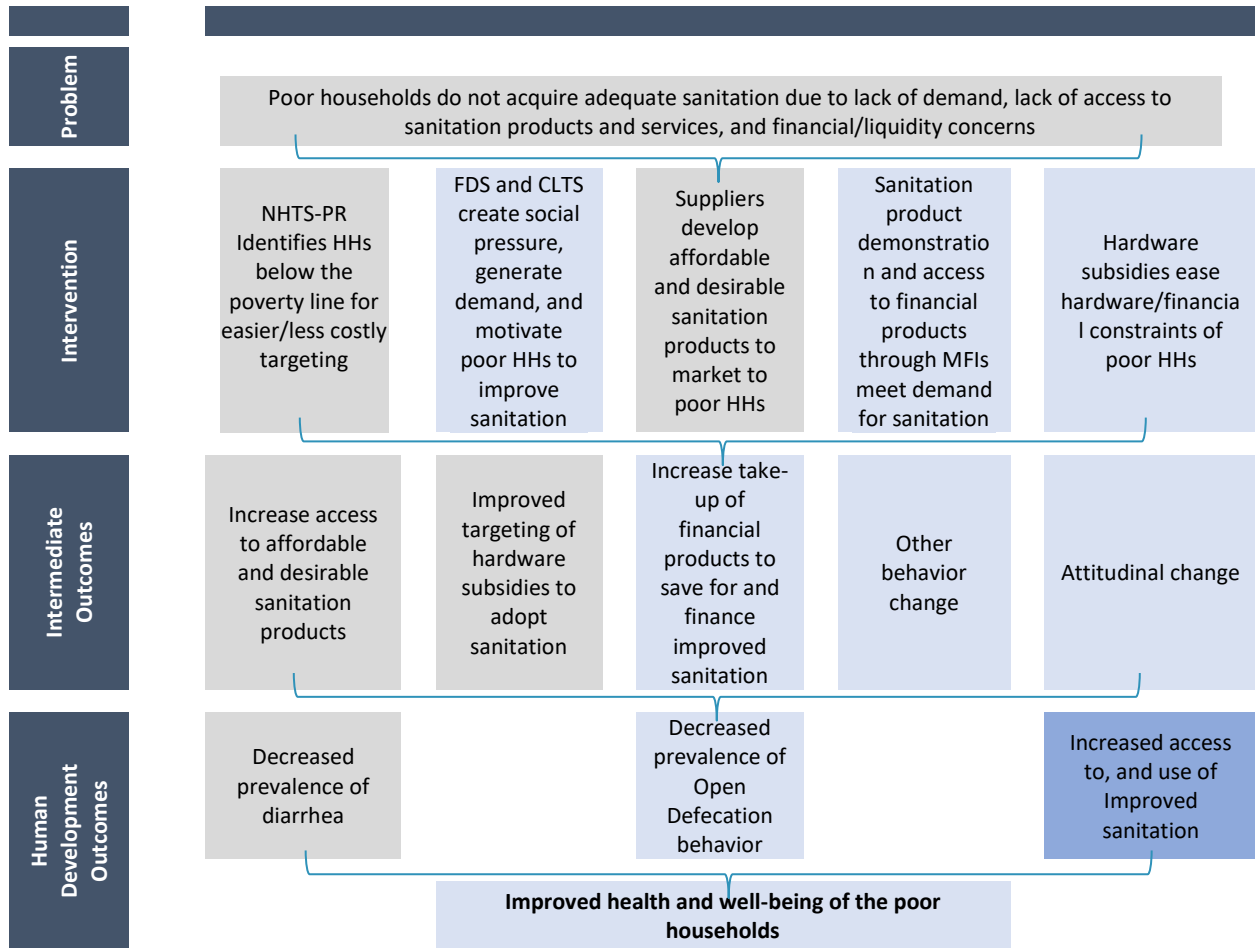 Problem
Poor households do not acquire adequate sanitation due to lack of demand, lack of access to
sanitation products and services, and financial/liquidity concerns
Intervention
NHTS-PR
Identifies HHs
below the
poverty line for
easier/less costly
targeting
FDS and CLTS
create social
pressure,
generate
demand, and
motivate
poor HHs to
improve
sanitation
Suppliers
develop
affordable
and desirable
sanitation
products to
market to
poor HHs
Sanitation
product
demonstratio
n and access
to financial
products
through MFIs
meet demand
for sanitation
Hardware
subsidies ease
hardware/financia
l constraints of
poor HHs
Intermediate
Outcomes
Increase access
to affordable
and desirable
sanitation
products
Improved
targeting of
hardware
subsidies to
adopt
sanitation
Increase take-
up of
financial
products to
save for and
finance
improved
sanitation
Other
behavior
change
Attitudinal change
Human
Development
Outcomes
Decreased
prevalence of
diarrhea
Decreased
prevalence of
Open
Defecation
behavior
Increased access
to, and use of
Improved
sanitation
Improved health and well-being of the poor
households